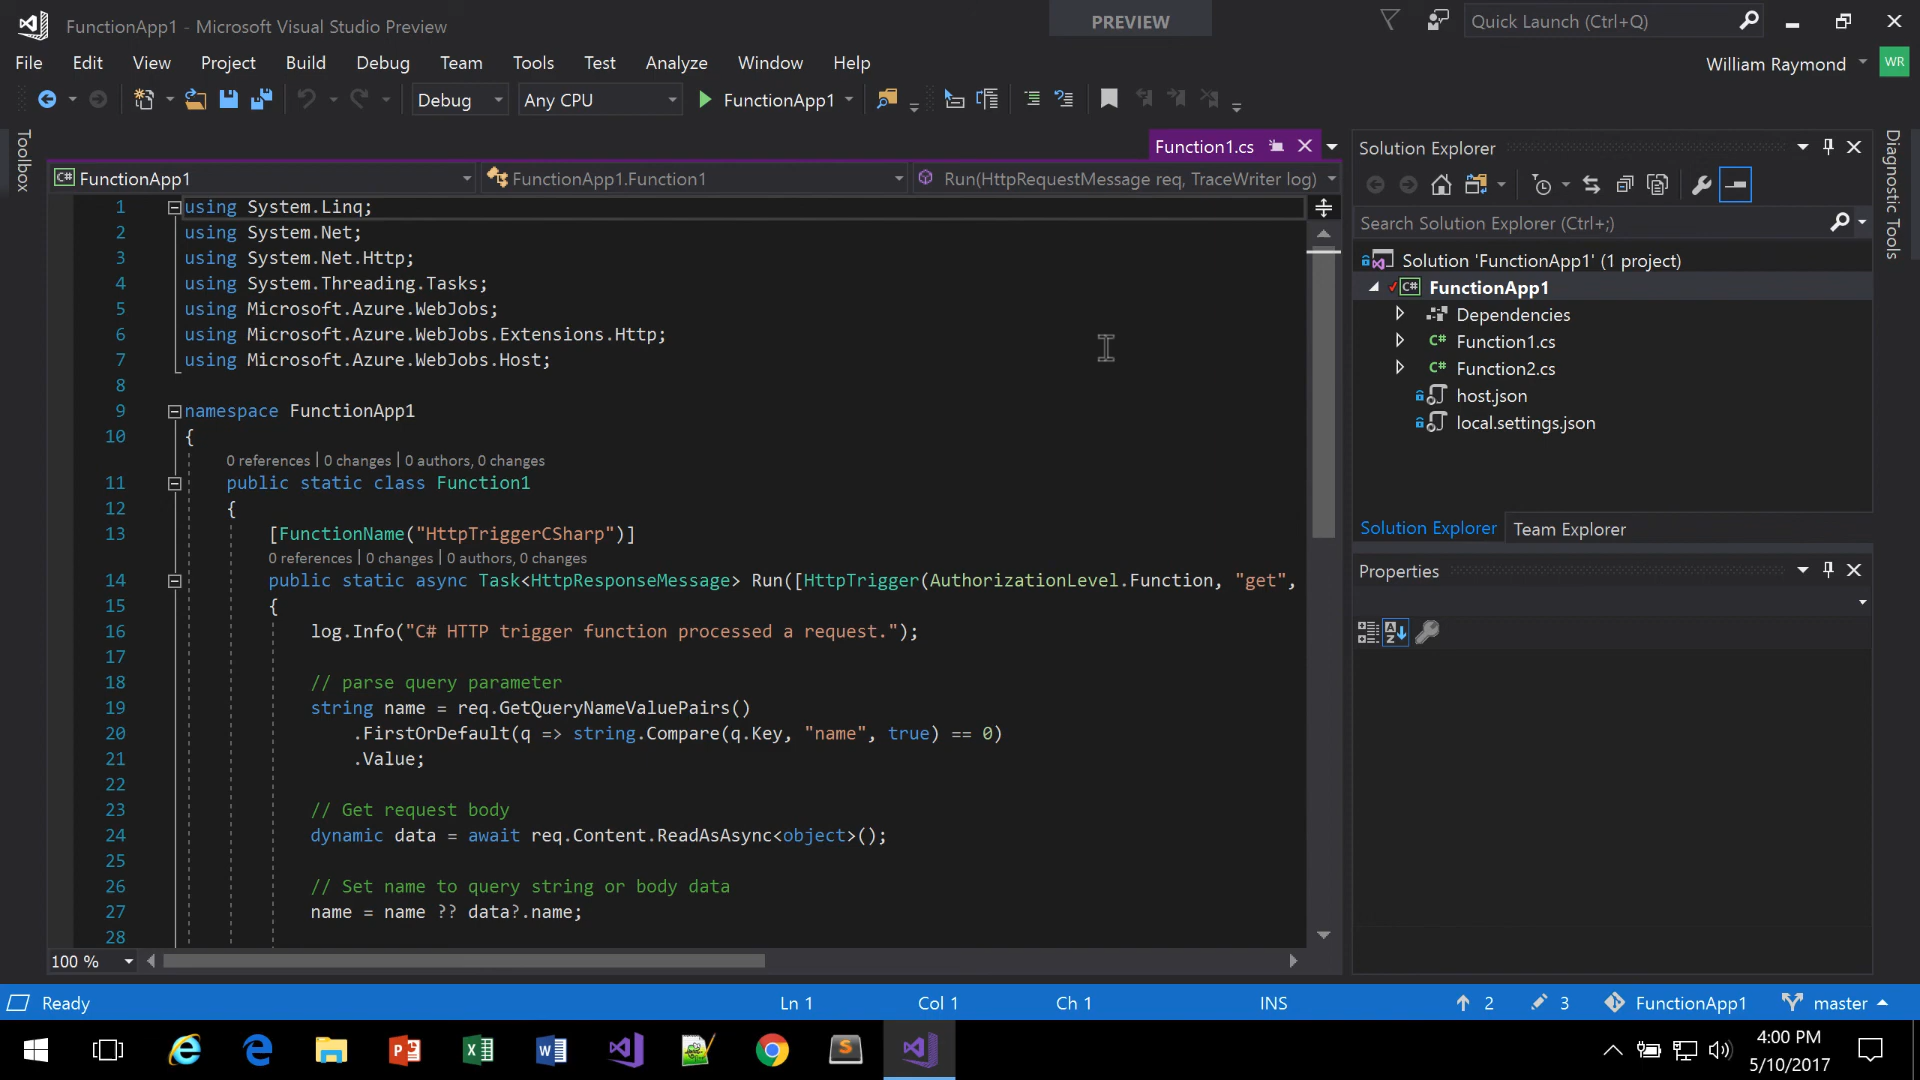 FunctionApp1 - Microsoft Visual Studio Preview
PREVIEW
Quick Launch (Ctrl+Q)
File Edit View Project Build Debug Team Tools Test Analyze Window Help
William Raymond WR
Debug Any CPU FunctionApp1
Toolbox
Function1.cs
FunctionApp1 FunctionApp1.Function1 Run(HttpRequestMessage req, TraceWriter log)
1 using System.Linq;
2 using System.Net;
3 using System.Net.Http;
4 using System.Threading.Tasks;
5 using Microsoft.Azure.WebJobs;
6 using Microsoft.Azure.WebJobs.Extensions.Http;
7 using Microsoft.Azure.WebJobs.Host;
8
9 namespace FunctionApp1
10 {
0 references | 0 changes | 0 authors, 0 changes
11 public static class Function1
12 {
13 [FunctionName("HttpTriggerCSharp")]
0 references | 0 changes | 0 authors, 0 changes
14 public static async Task<HttpResponseMessage> Run([HttpTrigger(AuthorizationLevel.Function, "get",
15 {
16 log.Info("C# HTTP trigger function processed a request.");
17
18 // parse query parameter
19 string name = req.GetQueryNameValuePairs()
20 .FirstOrDefault(q => string.Compare(q.Key, "name", true) == 0)
21 .Value;
22
23 // Get request body
24 dynamic data = await req.Content.ReadAsAsync<object>();
25
26 // Set name to query string or body data
27 name = name ?? data?.name;
28
100 %
Solution Explorer
Search Solution Explorer (Ctrl+;)
Solution 'FunctionApp1' (1 project)
C# FunctionApp1
Dependencies
C# Function1.cs
C# Function2.cs
host.json
local.settings.json
Solution Explorer Team Explorer
Properties
Diagnostic Tools
Ready Ln 1 Col 1 Ch 1 INS 2 3 FunctionApp1 master
4:00 PM
5/10/2017